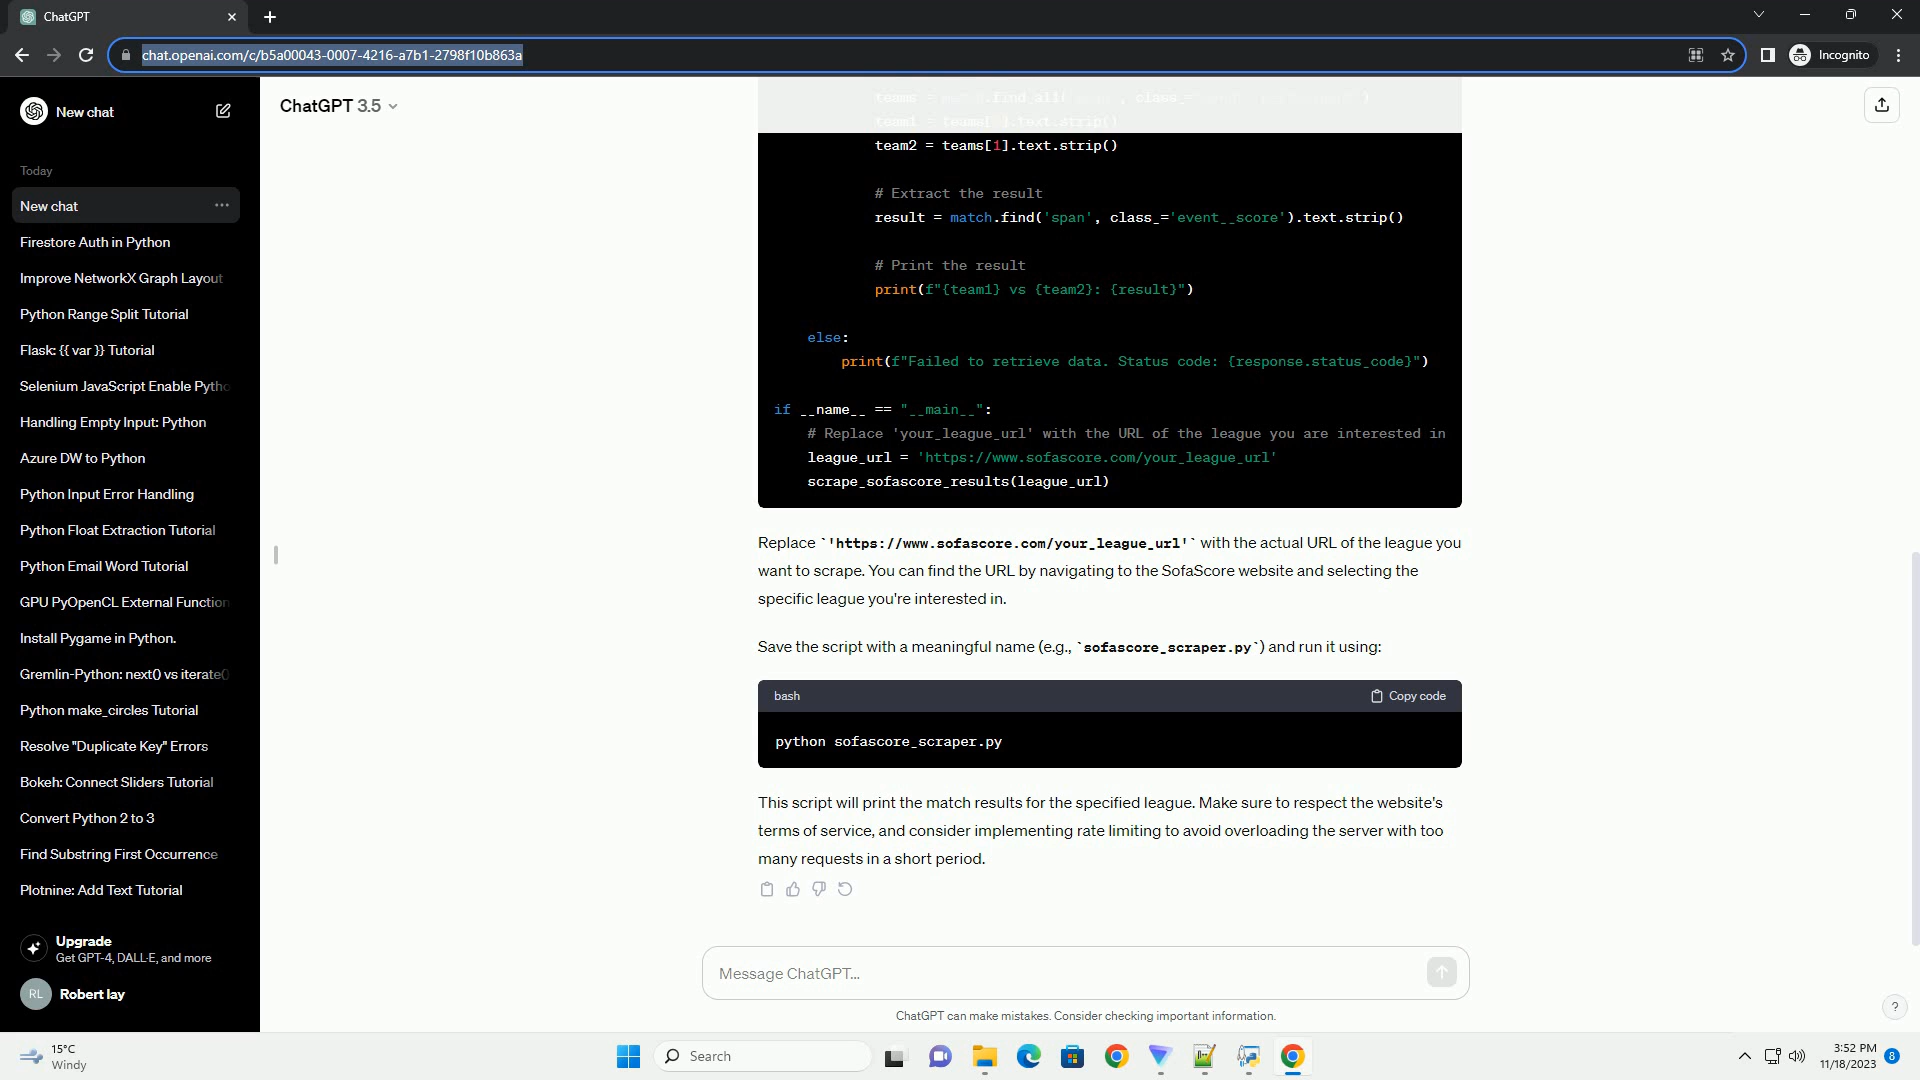 ChatGPT
chat.openai.com/c/b5a00043-0007-4216-a7b1-2798f10b863a
Incognito
New chat
Today
New chat
Firestore Auth in Python
Improve NetworkX Graph Layout
Python Range Split Tutorial
Flask: {{ var }} Tutorial
Selenium JavaScript Enable Pytho
Handling Empty Input: Python
Azure DW to Python
Python Input Error Handling
Python Float Extraction Tutorial
Python Email Word Tutorial
GPU PyOpenCL External Function
Install Pygame in Python.
Gremlin-Python: next() vs iterate()
Python make_circles Tutorial
Resolve "Duplicate Key" Errors
Bokeh: Connect Sliders Tutorial
Convert Python 2 to 3
Find Substring First Occurrence
Plotnine: Add Text Tutorial
Upgrade
Get GPT-4, DALL·E, and more
RL Robert lay
ChatGPT 3.5
teams = match.find_all(
team1 = teams[ ].text.strip()
team2 = teams[1].text.strip()
# Extract the result
result = match.find('span', class_='event__score').text.strip()
# Print the result
print(f"{team1} vs {team2}: {result}")
else:
print(f"Failed to retrieve data. Status code: {response.status_code}")
if __name__ == "__main__":
# Replace 'your_league_url' with the URL of the league you are interested in
league_url = 'https://www.sofascore.com/your_league_url'
scrape_sofascore_results(league_url)
Replace `'https://www.sofascore.com/your_league_url'` with the actual URL of the league you
want to scrape. You can find the URL by navigating to the SofaScore website and selecting the
specific league you're interested in.
Save the script with a meaningful name (e.g., `sofascore_scraper.py`) and run it using:
bash
Copy code
python sofascore_scraper.py
This script will print the match results for the specified league. Make sure to respect the website's
terms of service, and consider implementing rate limiting to avoid overloading the server with too
many requests in a short period.
Message ChatGPT...
ChatGPT can make mistakes. Consider checking important information.
?
15°C
Windy
Search
3:52 PM
11/18/2023
8